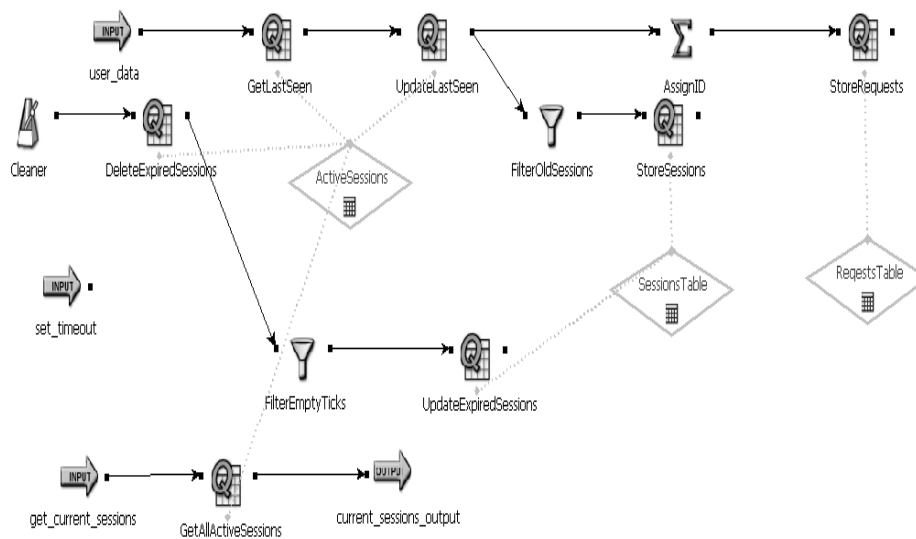 INPUT
user_data
GetLastSeen
UpdateLastSeen
AssignID
StoreRequests
Cleaner
DeleteExpiredSessions
FilterOldSessions
StoreSessions
ActiveSessions
SessionsTable
ReqestsTable
INPUT
set_timeout
FilterEmptyTicks
UpdateExpiredSessions
INPUT
get_current_sessions
GetAllActiveSessions
OUTPUT
current_sessions_output